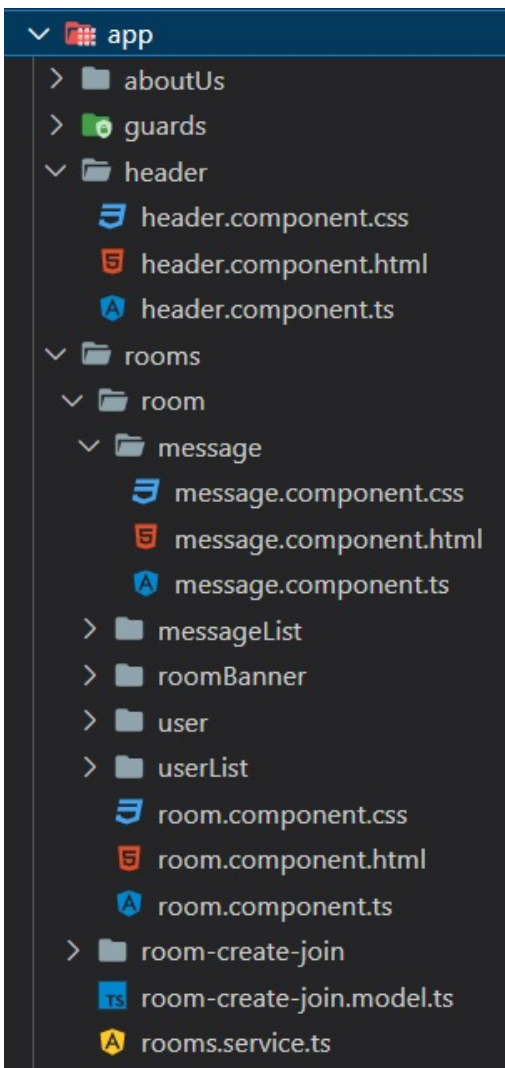 app
aboutUs
guards
header
header.component.css
header.component.html
header.component.ts
rooms
room
message
message.component.css
message.component.html
message.component.ts
messageList
roomBanner
user
userList
room.component.css
room.component.html
room.component.ts
room-create-join
TS room-create-join.model.ts
rooms.service.ts